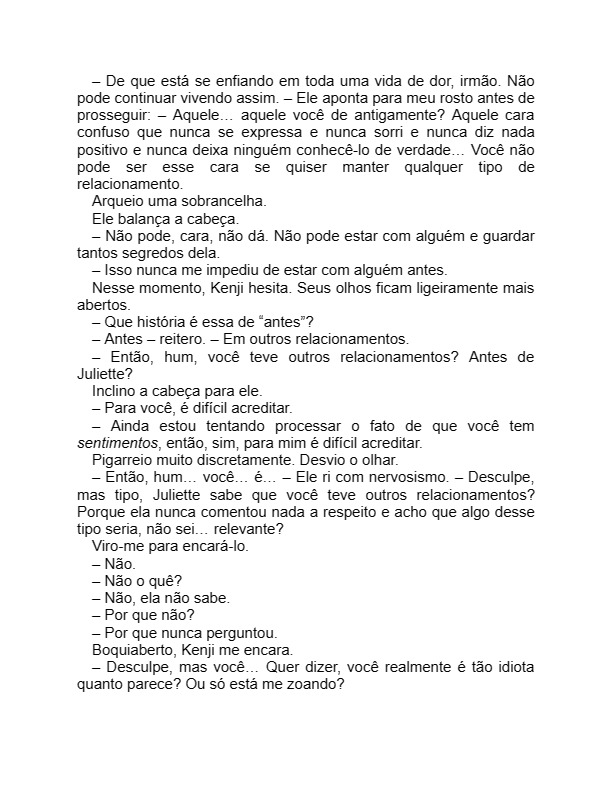 – De que está se enfiando em toda uma vida de dor, irmão. Não
pode continuar vivendo assim. – Ele aponta para meu rosto antes de
prosseguir: – Aquele… aquele você de antigamente? Aquele cara
confuso que nunca se expressa e nunca sorri e nunca diz nada
positivo e nunca deixa ninguém conhecê-lo de verdade… Você não
pode ser esse cara se quiser manter qualquer tipo de
relacionamento.
Arqueio uma sobrancelha.
Ele balança a cabeça.
– Não pode, cara, não dá. Não pode estar com alguém e guardar
tantos segredos dela.
– Isso nunca me impediu de estar com alguém antes.
Nesse momento, Kenji hesita. Seus olhos ficam ligeiramente mais
abertos.
– Que história é essa de “antes”?
– Antes – reitero. – Em outros relacionamentos.
– Então, hum, você teve outros relacionamentos? Antes de
Juliette?
Inclino a cabeça para ele.
– Para você, é difícil acreditar.
– Ainda estou tentando processar o fato de que você tem
sentimentos, então, sim, para mim é difícil acreditar.
Pigarreio muito discretamente. Desvio o olhar.
– Então, hum… você… é… – Ele ri com nervosismo. – Desculpe,
mas tipo, Juliette sabe que você teve outros relacionamentos?
Porque ela nunca comentou nada a respeito e acho que algo desse
tipo seria, não sei… relevante?
Viro-me para encará-lo.
– Não.
– Não o quê?
– Não, ela não sabe.
– Por que não?
– Por que nunca perguntou.
Boquiaberto, Kenji me encara.
– Desculpe, mas você… Quer dizer, você realmente é tão idiota
quanto parece? Ou só está me zoando?